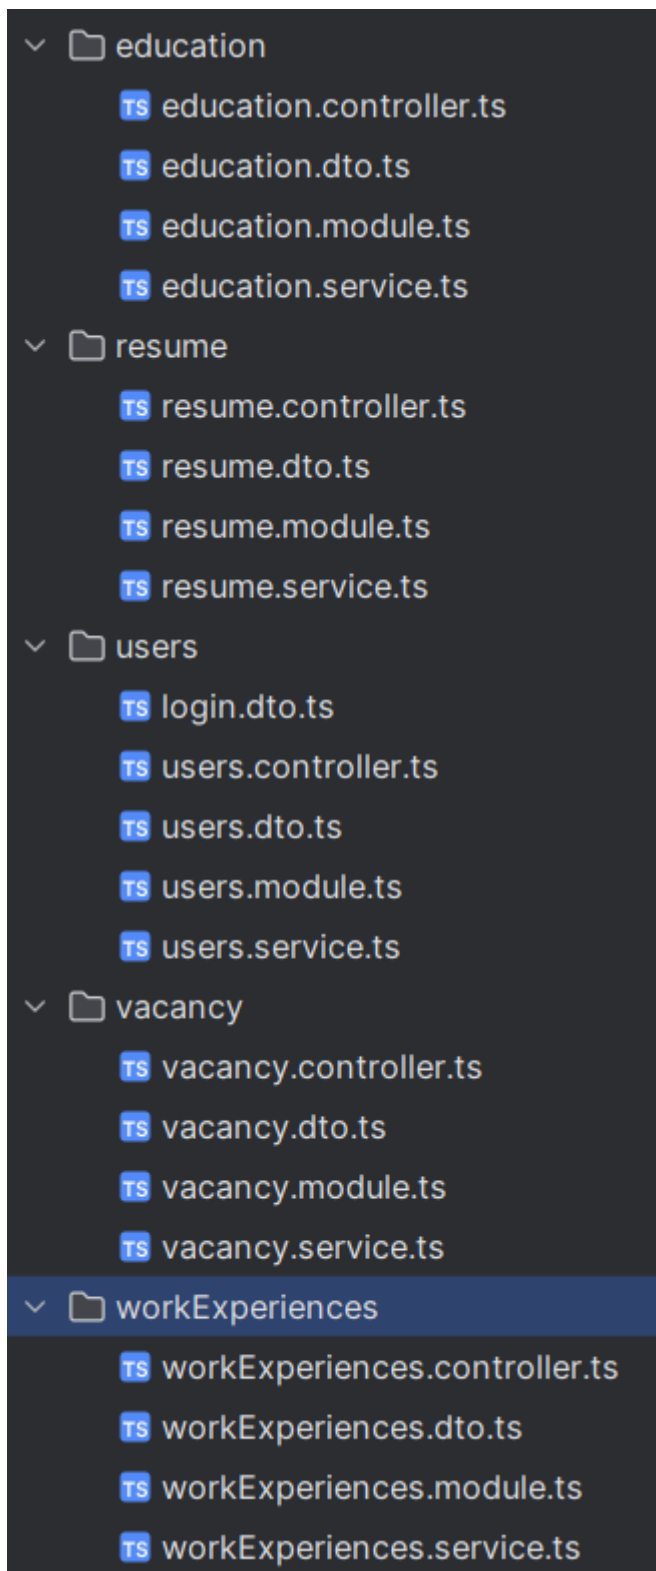 education
TS education.controller.ts
TS education.dto.ts
TS education.module.ts
TS education.service.ts
resume
TS resume.controller.ts
TS resume.dto.ts
TS resume.module.ts
TS resume.service.ts
users
TS login.dto.ts
TS users.controller.ts
TS users.dto.ts
TS users.module.ts
TS users.service.ts
vacancy
TS vacancy.controller.ts
TS vacancy.dto.ts
TS vacancy.module.ts
TS vacancy.service.ts
workExperiences
TS workExperiences.controller.ts
TS workExperiences.dto.ts
TS workExperiences.module.ts
TS workExperiences.service.ts